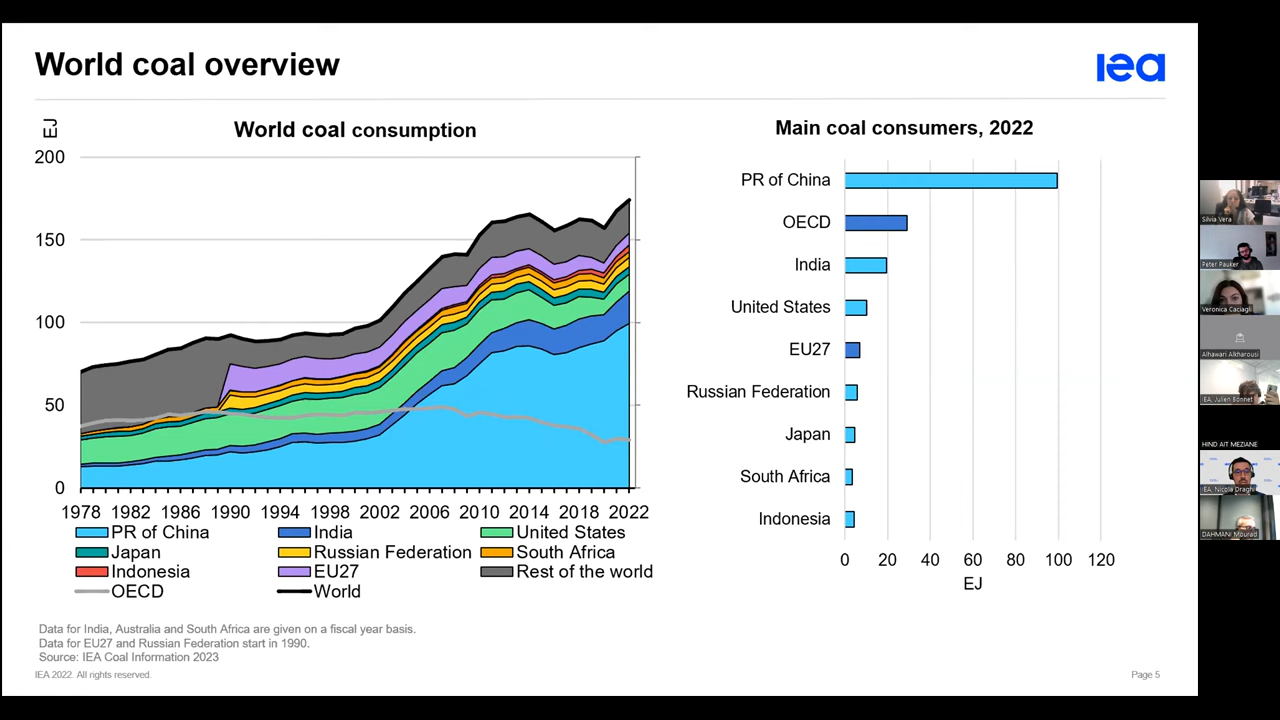 World coal overview
iea
EJ
World coal consumption
200
150
100
50
0
1978 1982 1986 1990 1994 1998 2002 2006 2010 2014 2018 2022
PR of China India United States
Japan Russian Federation South Africa
Indonesia EU27 Rest of the world
OECD World
Main coal consumers, 2022
PR of China
OECD
India
United States
EU27
Russian Federation
Japan
South Africa
Indonesia
0 20 40 60 80 100 120
EJ
Data for India, Australia and South Africa are given on a fiscal year basis.
Data for EU27 and Russian Federation start in 1990.
Source: IEA Coal Information 2023
IEA 2022. All rights reserved.
Page 5
Silvia Vera
Peter Pauker
Veronica Caciagli
Alhawari Alkharousi
IEA, Julien Bonnet
HIND AIT MEZIANE
IEA, Nicola Draghi
DAHMANI Mourad